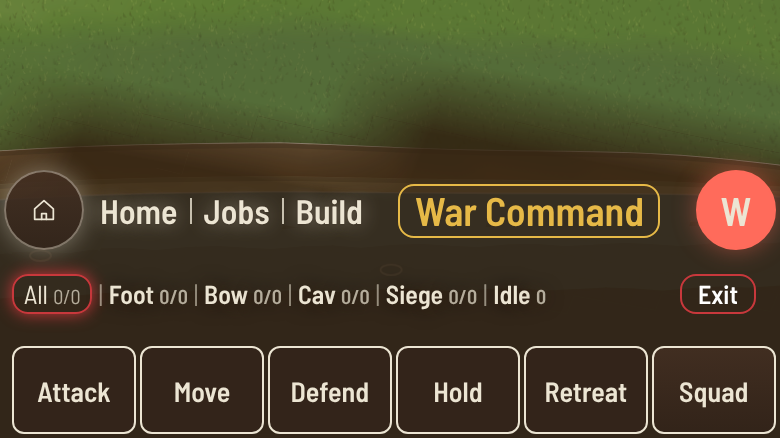 Home | Jobs | Build War Command W
All 0/0 | Foot 0/0 | Bow 0/0 | Cav 0/0 | Siege 0/0 | Idle 0 Exit
Attack Move Defend Hold Retreat Squad